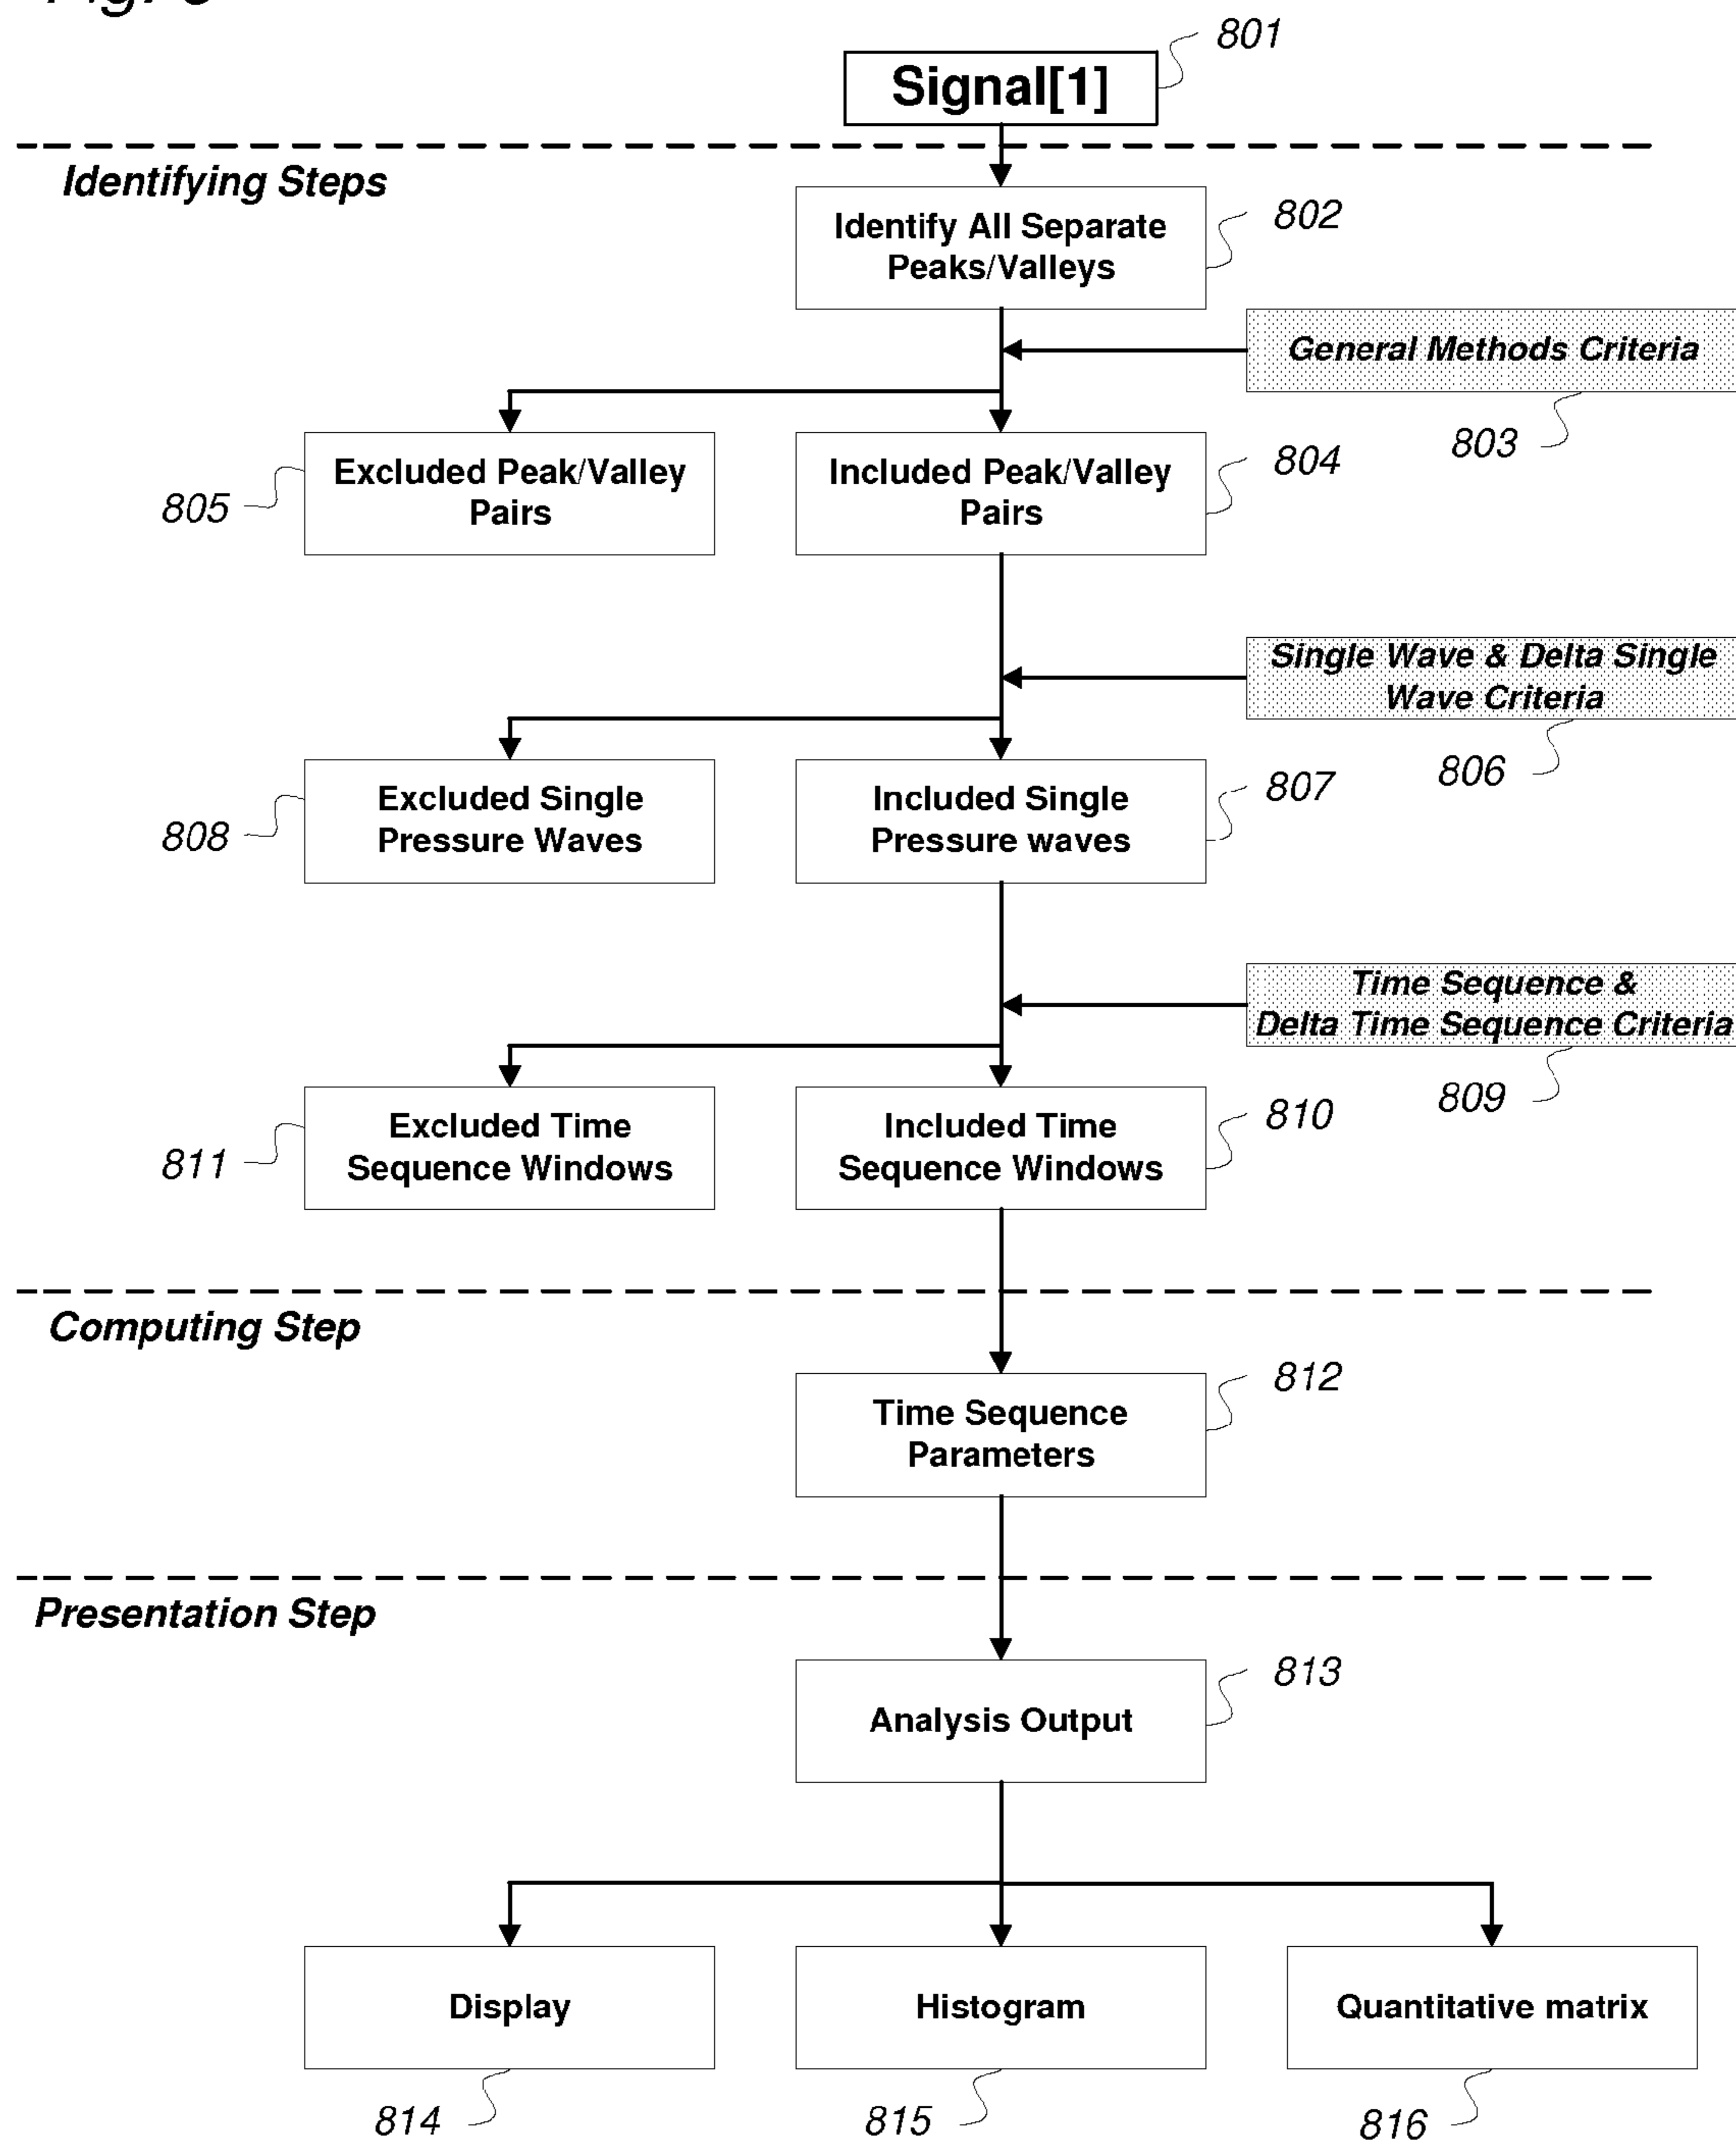 801
Signal[1]
Identifying Steps
802
Identify All Separate
Peaks/Valleys
General Methods Criteria
803
805
Excluded Peak/Valley
Pairs
Included Peak/Valley
Pairs
804
Single Wave & Delta Single
Wave Criteria
806
808
Excluded Single
Pressure Waves
Included Single
Pressure waves
807
Time Sequence &
Delta Time Sequence Criteria
809
811
Excluded Time
Sequence Windows
Included Time
Sequence Windows
810
Computing Step
812
Time Sequence
Parameters
Presentation Step
813
Analysis Output
Display
Histogram
Quantitative matrix
814
815
816